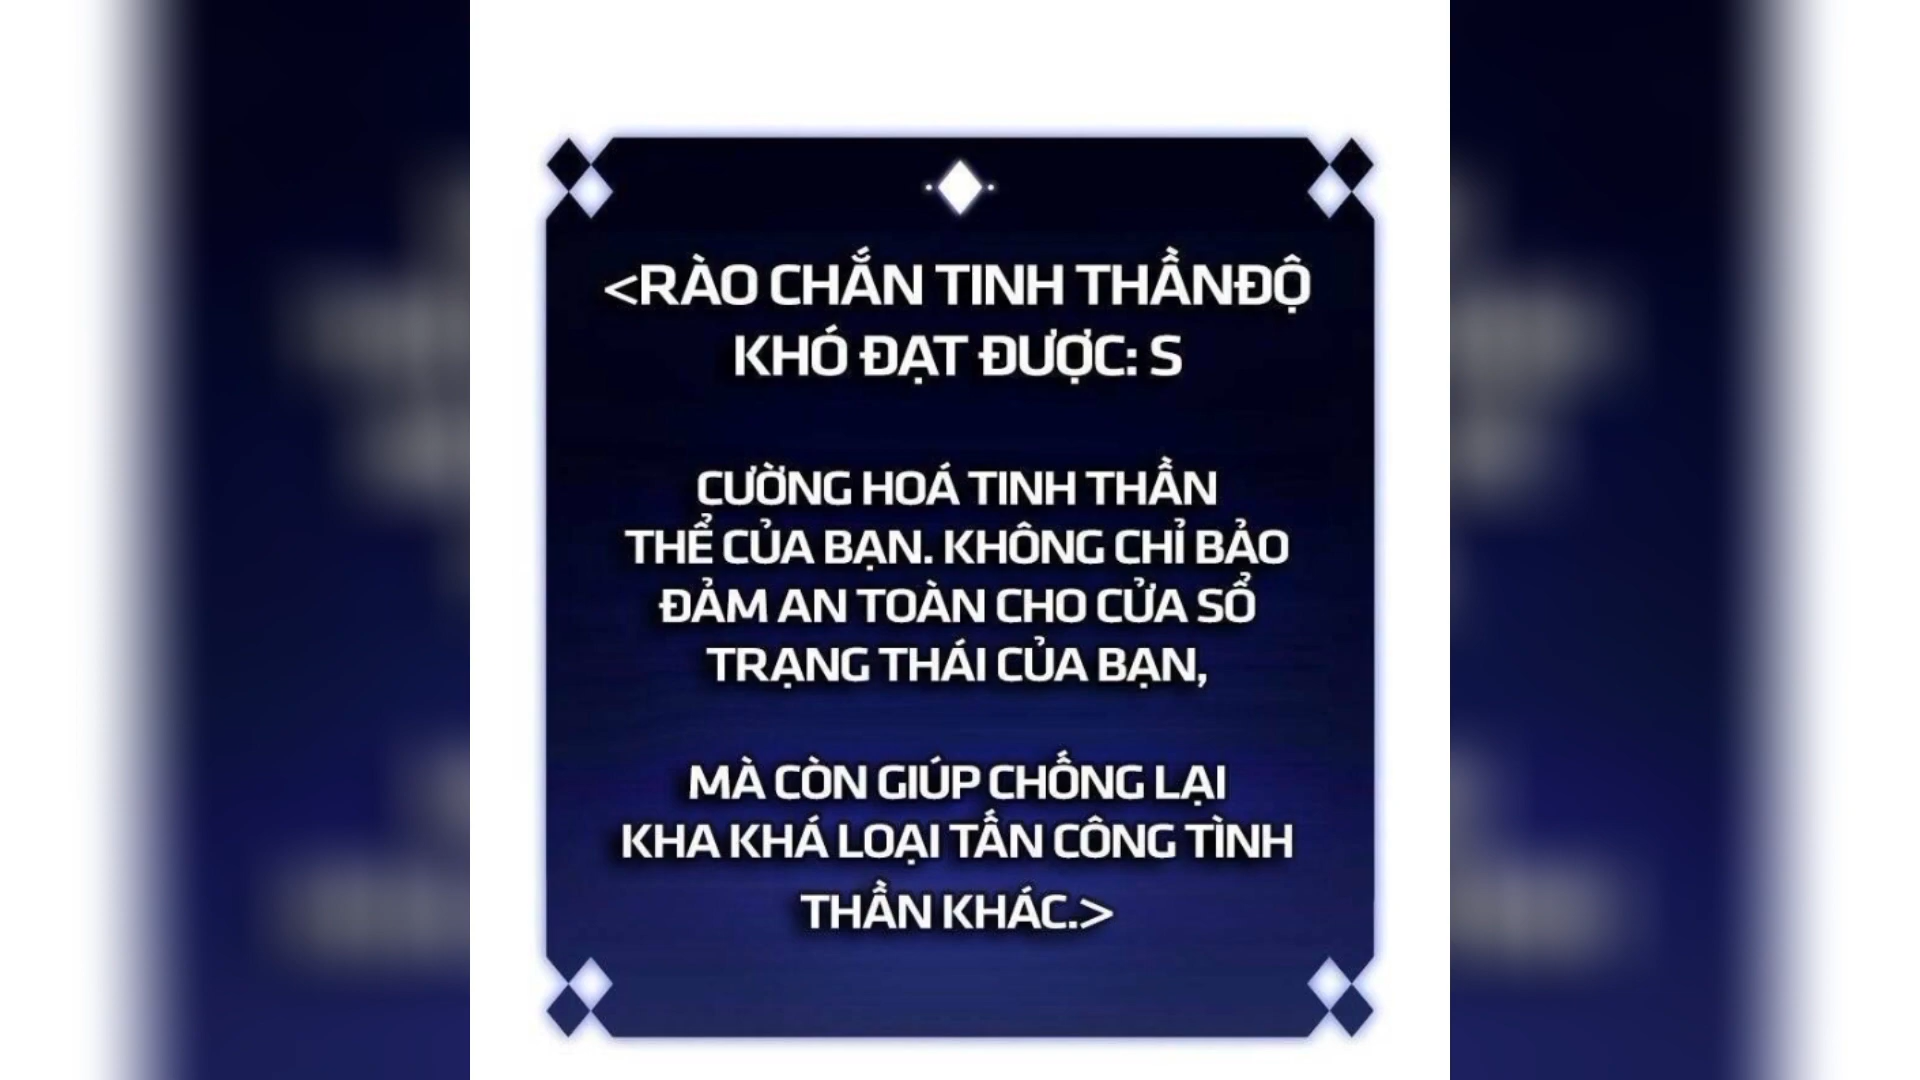 <RÀO CHẮN TINH THẦNĐỘ
KHÓ ĐẠT ĐƯỢC: S
CƯỜNG HOÁ TINH THẦN
THỂ CỦA BẠN. KHÔNG CHỈ BẢO
ĐẢM AN TOÀN CHO CỬA SỔ
TRẠNG THÁI CỦA BẠN,
MÀ CÒN GIÚP CHỐNG LẠI
KHA KHÁ LOẠI TẤN CÔNG TÌNH
THẦN KHÁC.>